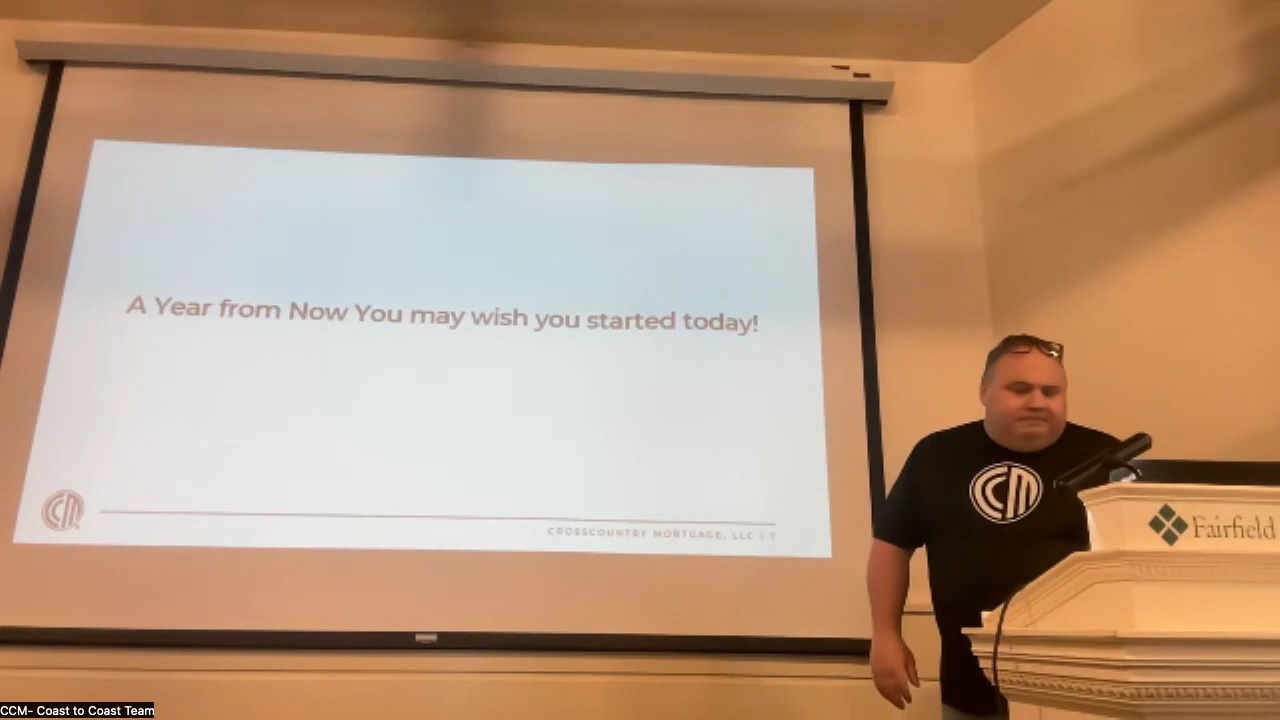 A Year from Now You may wish you started today!
CM
CROSSCOUNTRY MORTGAGE, LLC | 7
CM
Fairfield
CCM- Coast to Coast Team